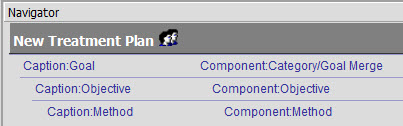 Navigator
New Treatment Plan
Caption:Goal Component:Category/Goal Merge
Caption:Objective Component:Objective
Caption:Method Component:Method